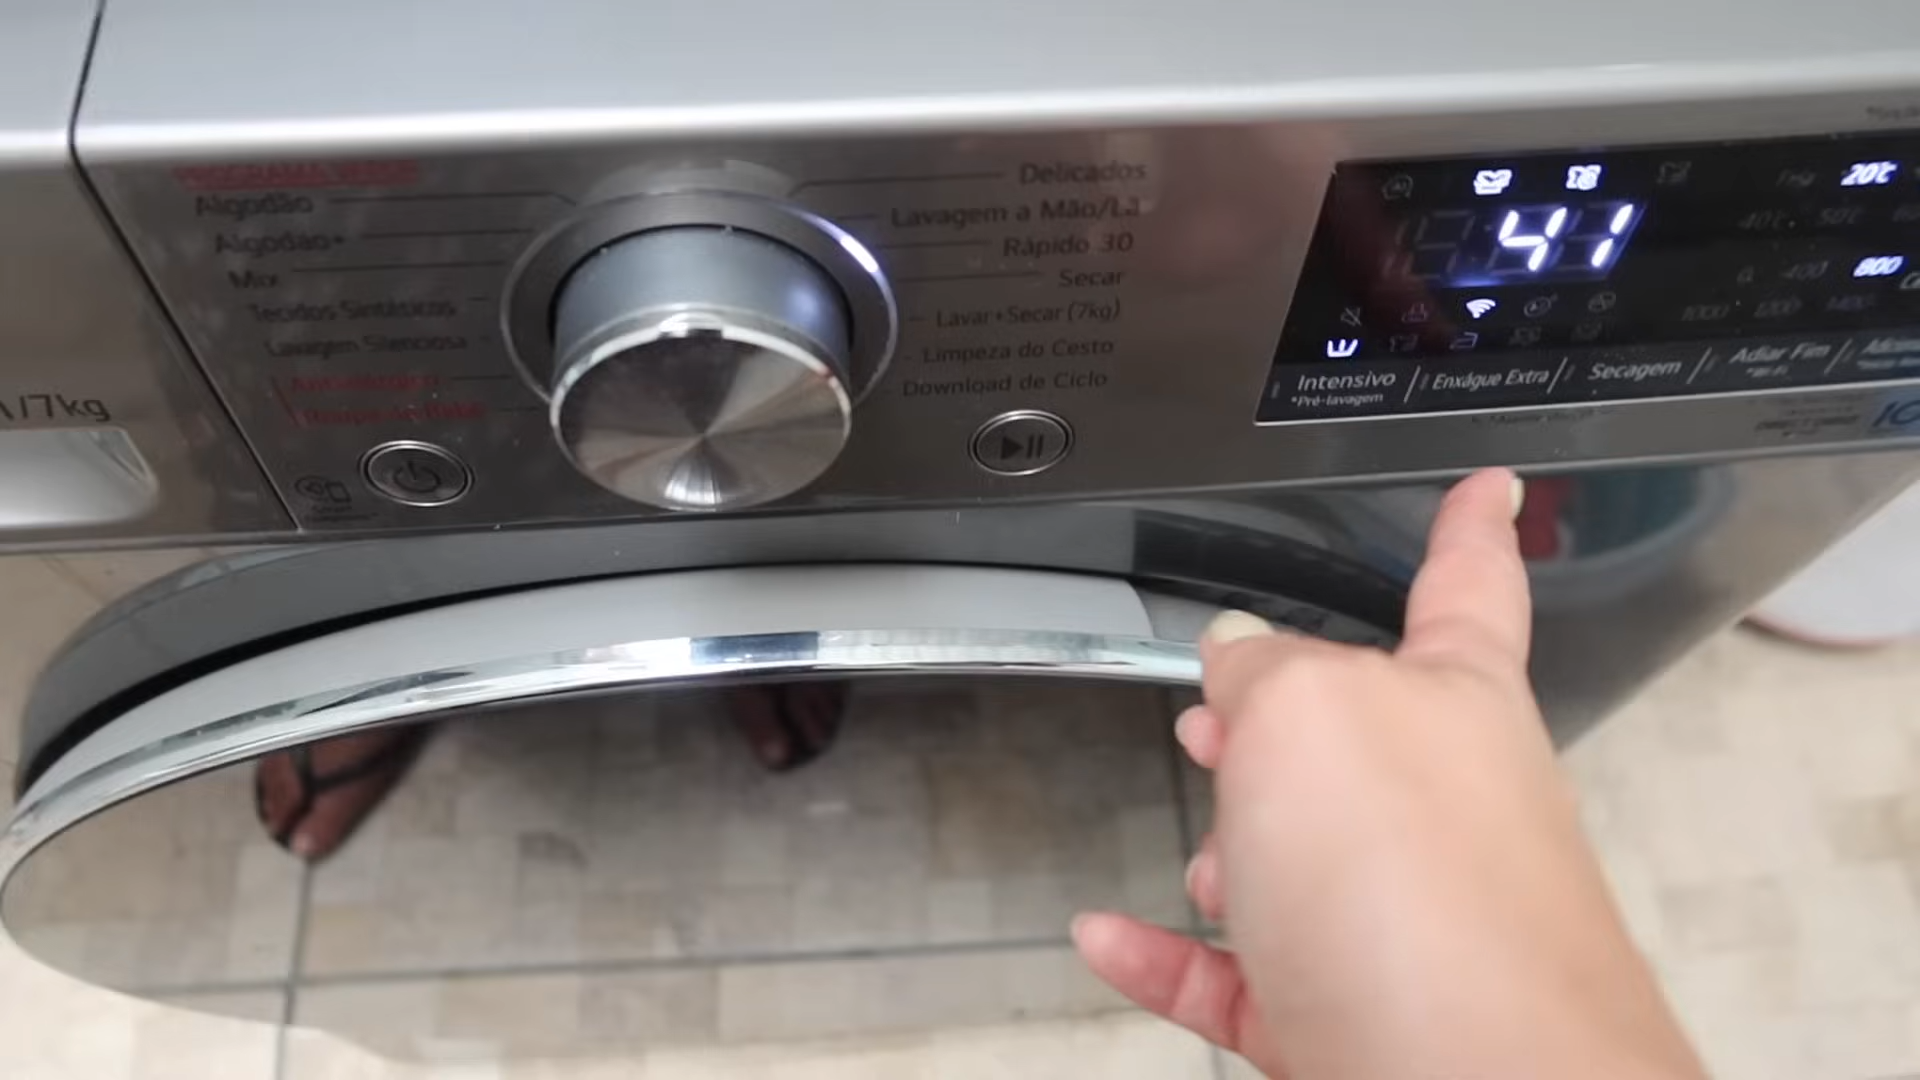 Algodão
Algodão+
Mix
Tecidos Sintéticos
Lavagem Silenciosa
Antialérgico
/7kg
Delicados
Lavagem a Mão/Lã
Rápido 30
Secar
Lavar+Secar (7kg)
Limpeza do Cesto
Download de Ciclo
41
20℃
40℃ 50℃
400 800
1000 1200 1400
Intensivo
*Pré-lavagem
Enxágue Extra
Secagem
Adiar Fim
*Wi-Fi